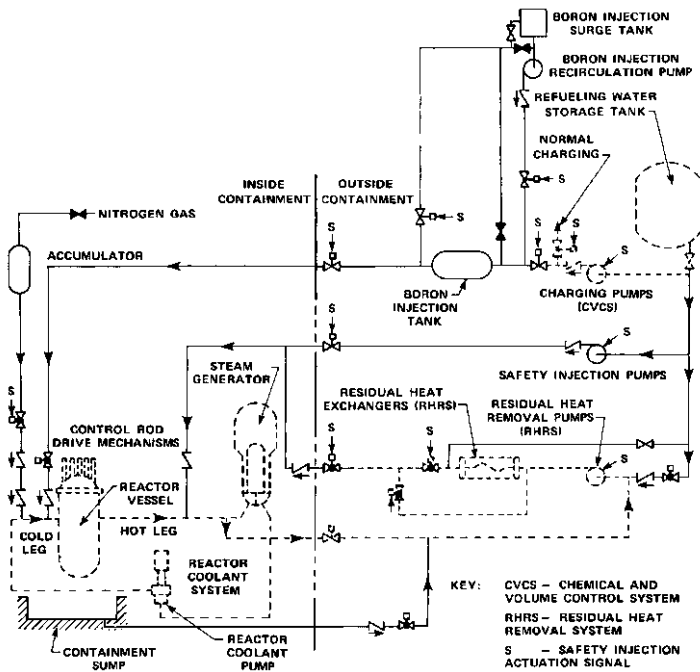 BORON INJECTION
SURGE TANK
BORON INJECTION
RECIRCULATION PUMP
REFUELING WATER
STORAGE TANK
NORMAL
CHARGING
INSIDE
CONTAINMENT
OUTSIDE
CONTAINMENT
S
NITROGEN GAS
S
S
S
S
S
ACCUMULATOR
BORON
INJECTION
TANK
CHARGING PUMPS
(CVCS)
S
S
STEAM
GENERATOR
SAFETY INJECTION PUMPS
S
RESIDUAL HEAT
EXCHANGERS (RHRS)
RESIDUAL HEAT
REMOVAL PUMPS
(RHRS)
CONTROL ROD
DRIVE MECHANISMS
S
S
S
REACTOR
VESSEL
HOT LEG
COLD
LEG
REACTOR
COOLANT
SYSTEM
KEY: CVCS – CHEMICAL AND
VOLUME CONTROL SYSTEM
RHRS – RESIDUAL HEAT
REMOVAL SYSTEM
S – SAFETY INJECTION
ACTUATION SIGNAL
CONTAINMENT
SUMP
REACTOR
COOLANT
PUMP